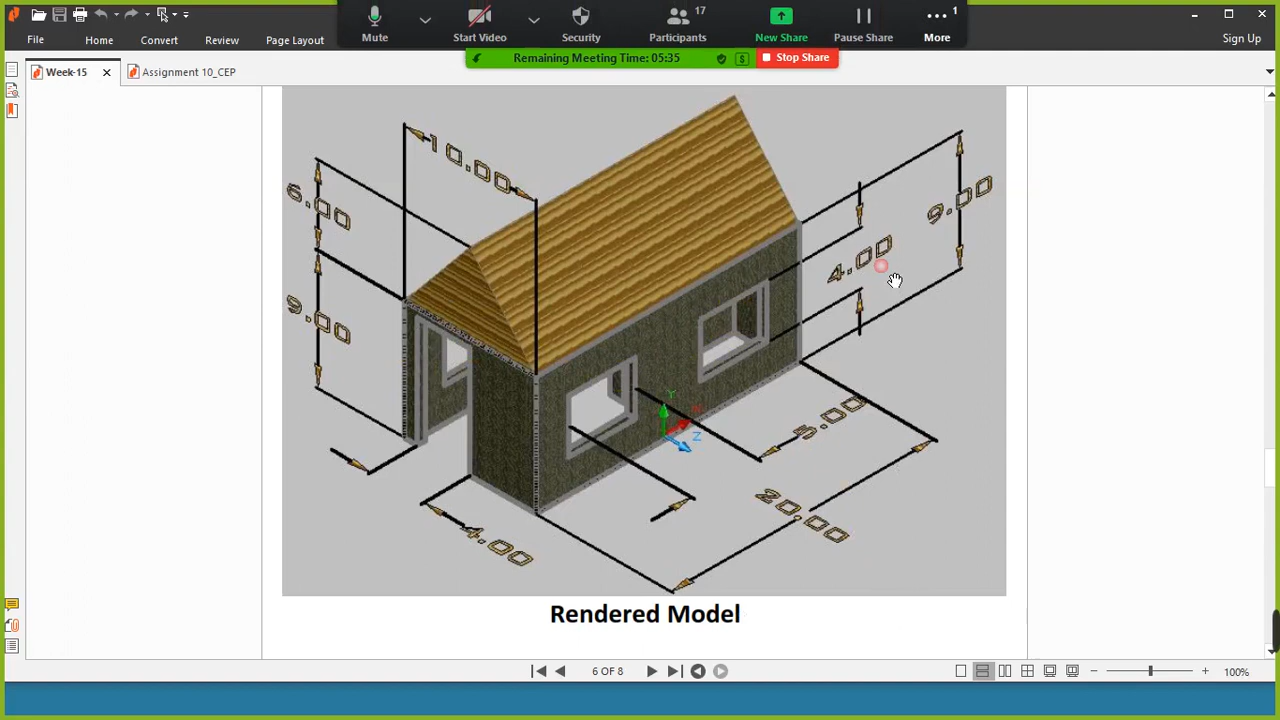 17
1
Mute
Start Video
Security
Participants
New Share
Pause Share
More
File
Home
Convert
Review
Page Layout
Sign Up
Remaining Meeting Time: 05:35
Stop Share
Week-15
Assignment 10_CEP
10.00
6.00
9.00
9.00
4.00
5.00
20.00
4.00
Y
Z
Rendered Model
6 OF 8
100%